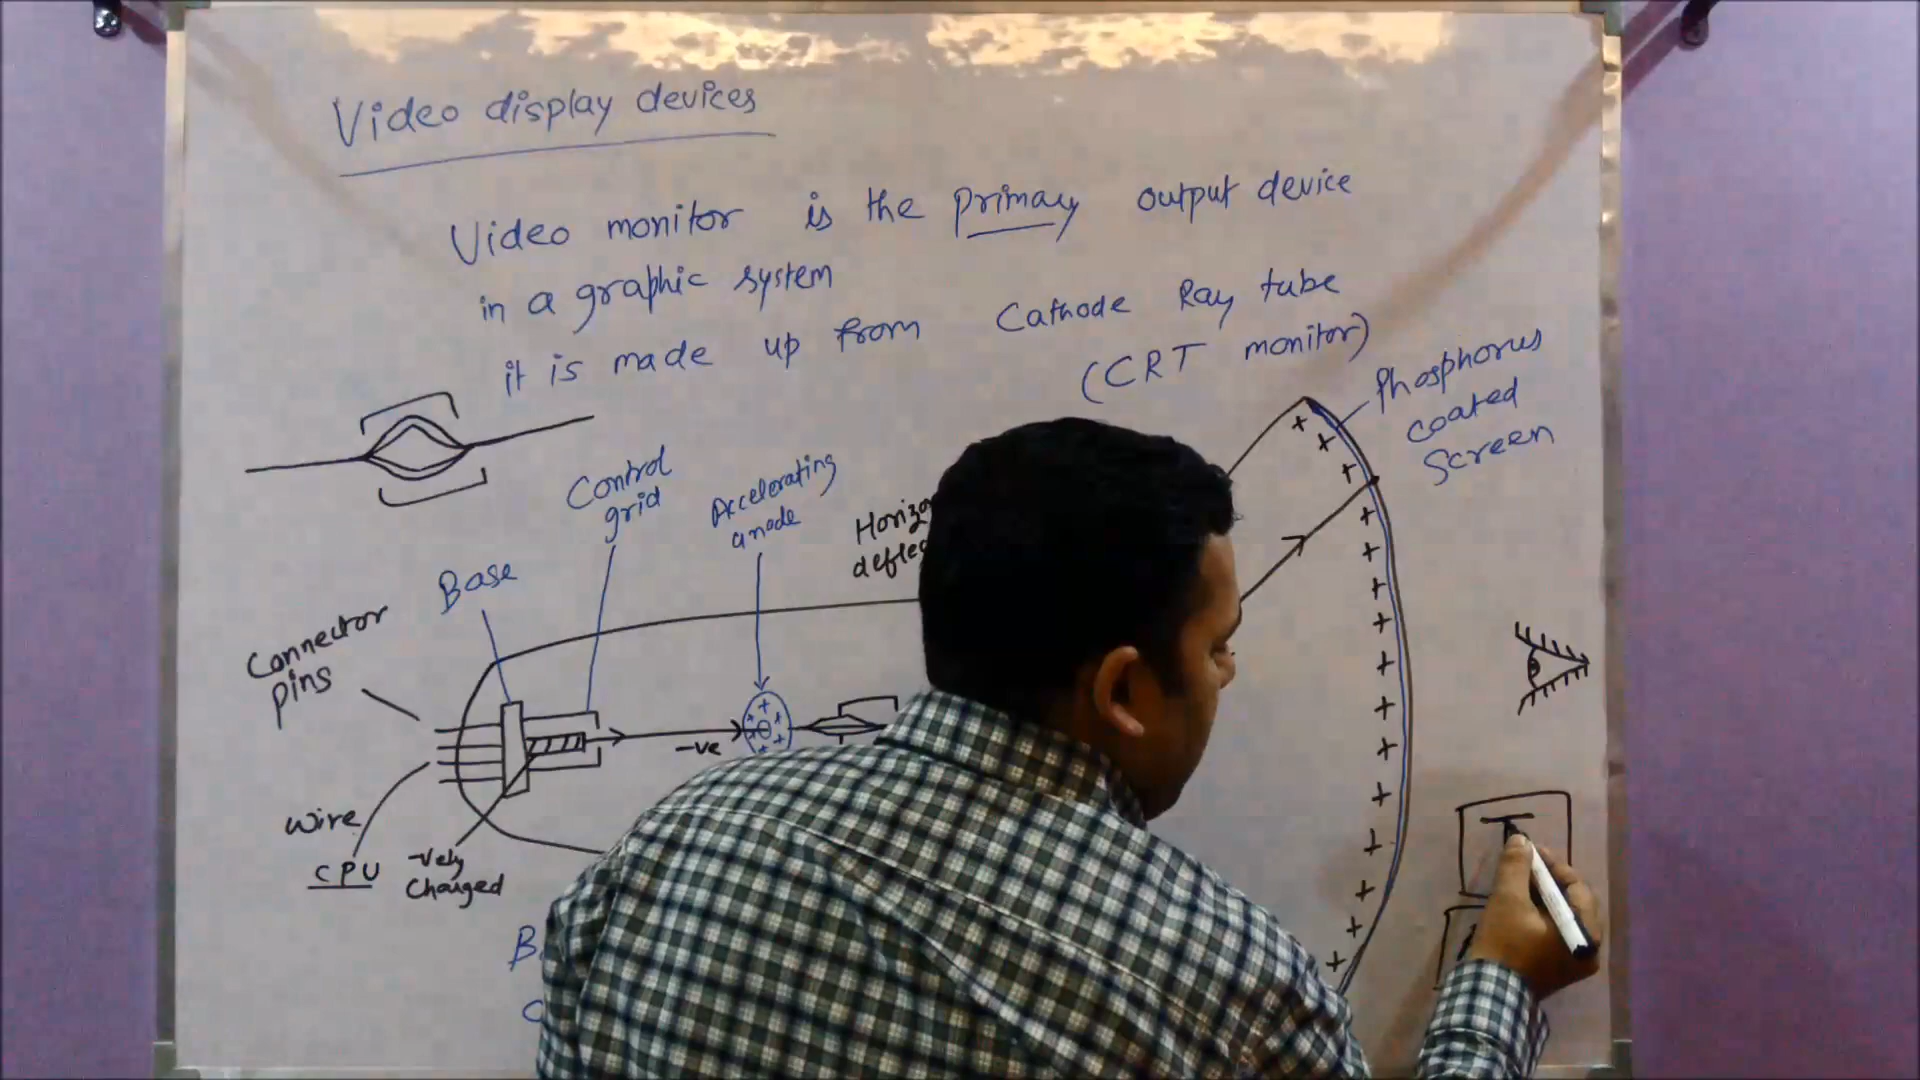 Video display devices
Video monitor is the primary output device
in a graphic system
it is made up from Cathode Ray tube
(CRT monitor)
Phosphorus
coated
screen
Control
grid
Accelerating
anode
Base
Connector
pins
-ve
wire
CPU
-vely
charged